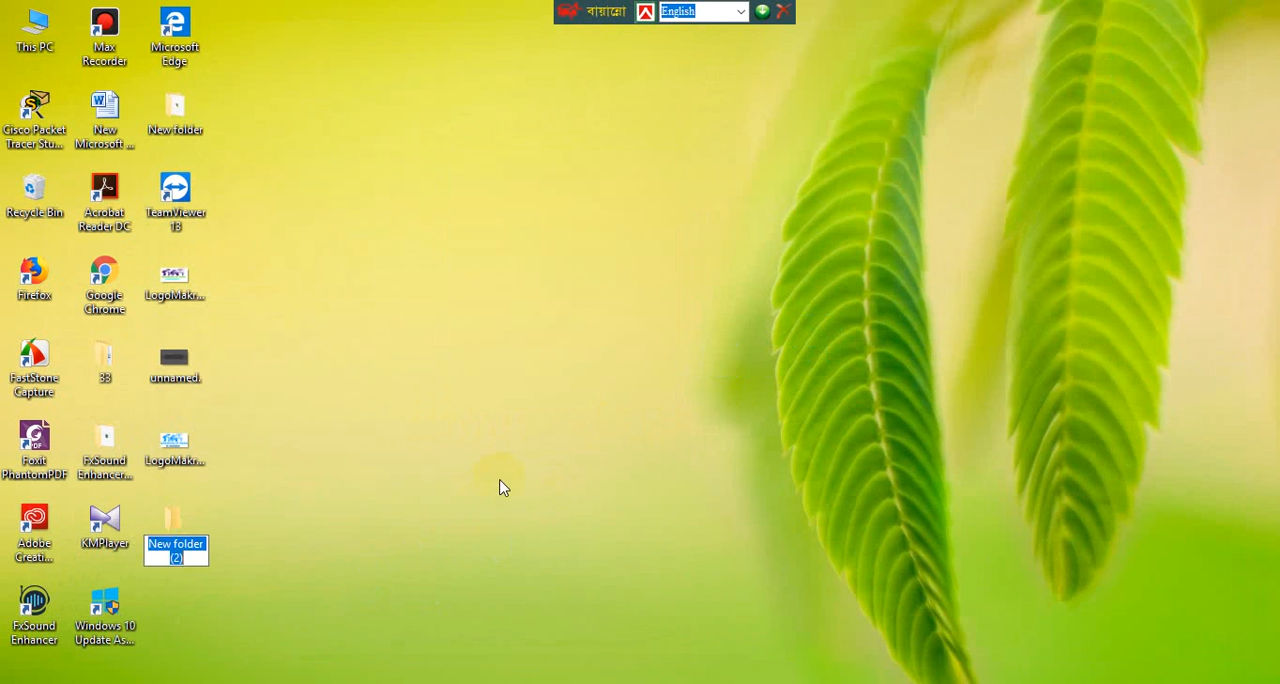 বায়ান্নো
English
This PC
Max
Recorder
Microsoft
Edge
Cisco Packet
Tracer Stu...
New
Microsoft ...
New folder
Recycle Bin
Acrobat
Reader DC
TeamViewer
13
Firefox
Google
Chrome
LogoMakr...
FastStone
Capture
33
unnamed.
Foxit
PhantomPDF
FxSound
Enhancer...
LogoMakr...
Adobe
Creati...
KMPlayer
New folder
(2)
FxSound
Enhancer
Windows 10
Update As...